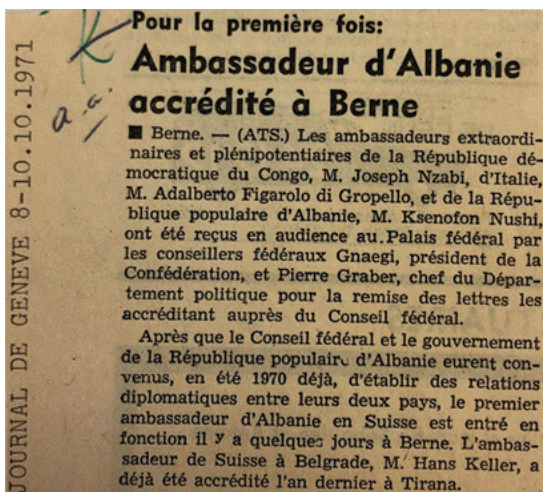 Pour la première fois:
Ambassadeur d'Albanie
accrédité à Berne
■ Berne. — (ATS.) Les ambassadeurs extraordi-
naires et plénipotentiaires de la République dé-
mocratique du Congo, M. Joseph Nzabi, d'Italie,
M. Adalberto Figarolo di Gropello, et de la Répu-
blique populaire d'Albanie, M. Ksenofon Nushi,
ont été reçus en audience au Palais fédéral par
les conseillers fédéraux Gnaegi, président de la
Confédération, et Pierre Graber, chef du Dépar-
tement politique pour la remise des lettres les
accréditant auprès du Conseil fédéral.
Après que le Conseil fédéral et le gouvernement
de la République populaire d'Albanie eurent con-
venus, en été 1970 déjà, d'établir des relations
diplomatiques entre leurs deux pays, le premier
ambassadeur d'Albanie en Suisse est entré en
fonction il y a quelques jours à Berne. L'ambas-
sadeur de Suisse à Belgrade, M. Hans Keller, a
déjà été accrédité l'an dernier à Tirana.
JOURNAL DE GENEVE 8-10.10.1971
a.a.